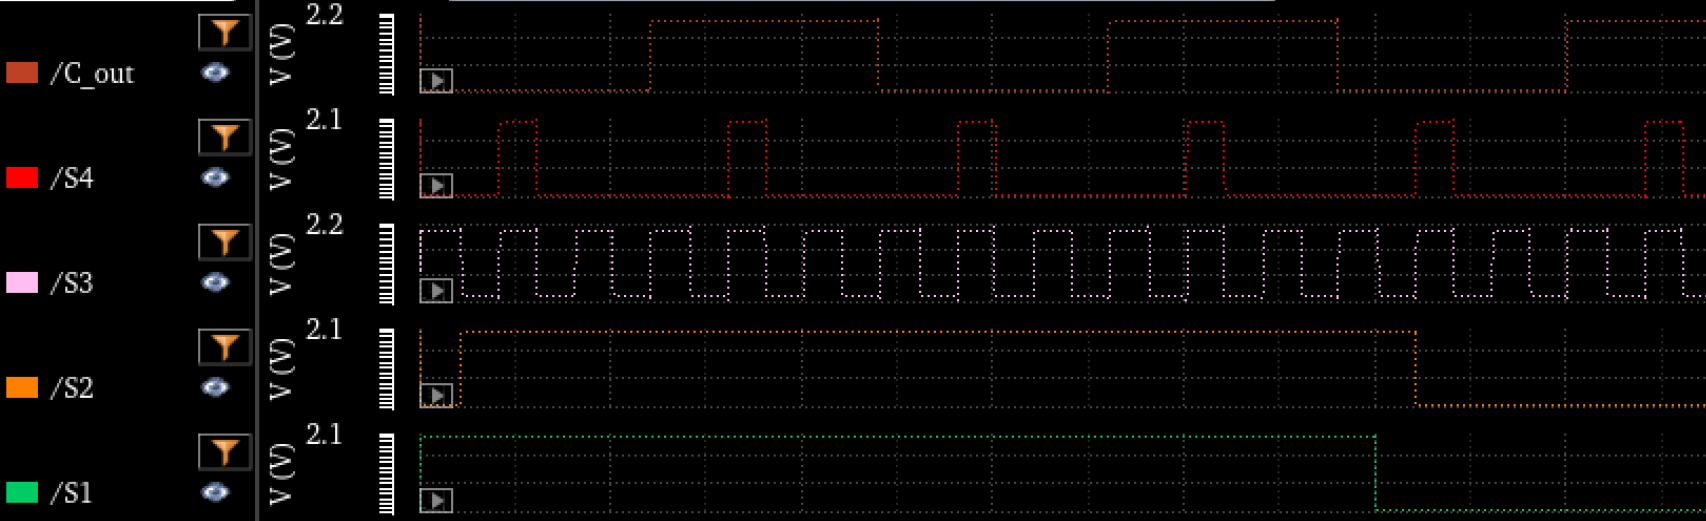 /C_out V (V) 2.2
/S4 V (V) 2.1
/S3 V (V) 2.2
/S2 V (V) 2.1
/S1 V (V) 2.1